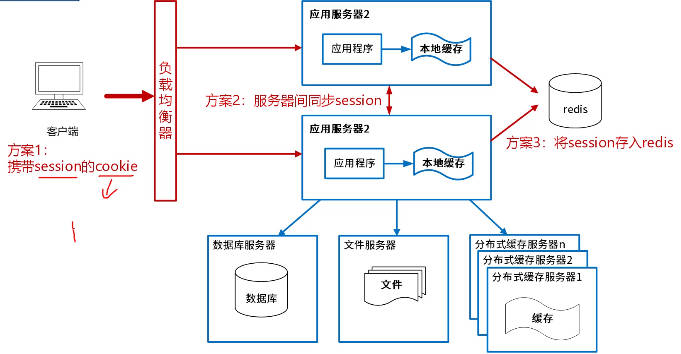 应用服务器2
应用程序
本地缓存
负载均衡器
客户端
方案1：
携带session的cookie
方案2：服务器间同步session
redis
应用服务器2
应用程序
本地缓存
方案3：将session存入redis
数据库服务器
数据库
文件服务器
文件
分布式缓存服务器n
分布式缓存服务器2
分布式缓存服务器1
缓存